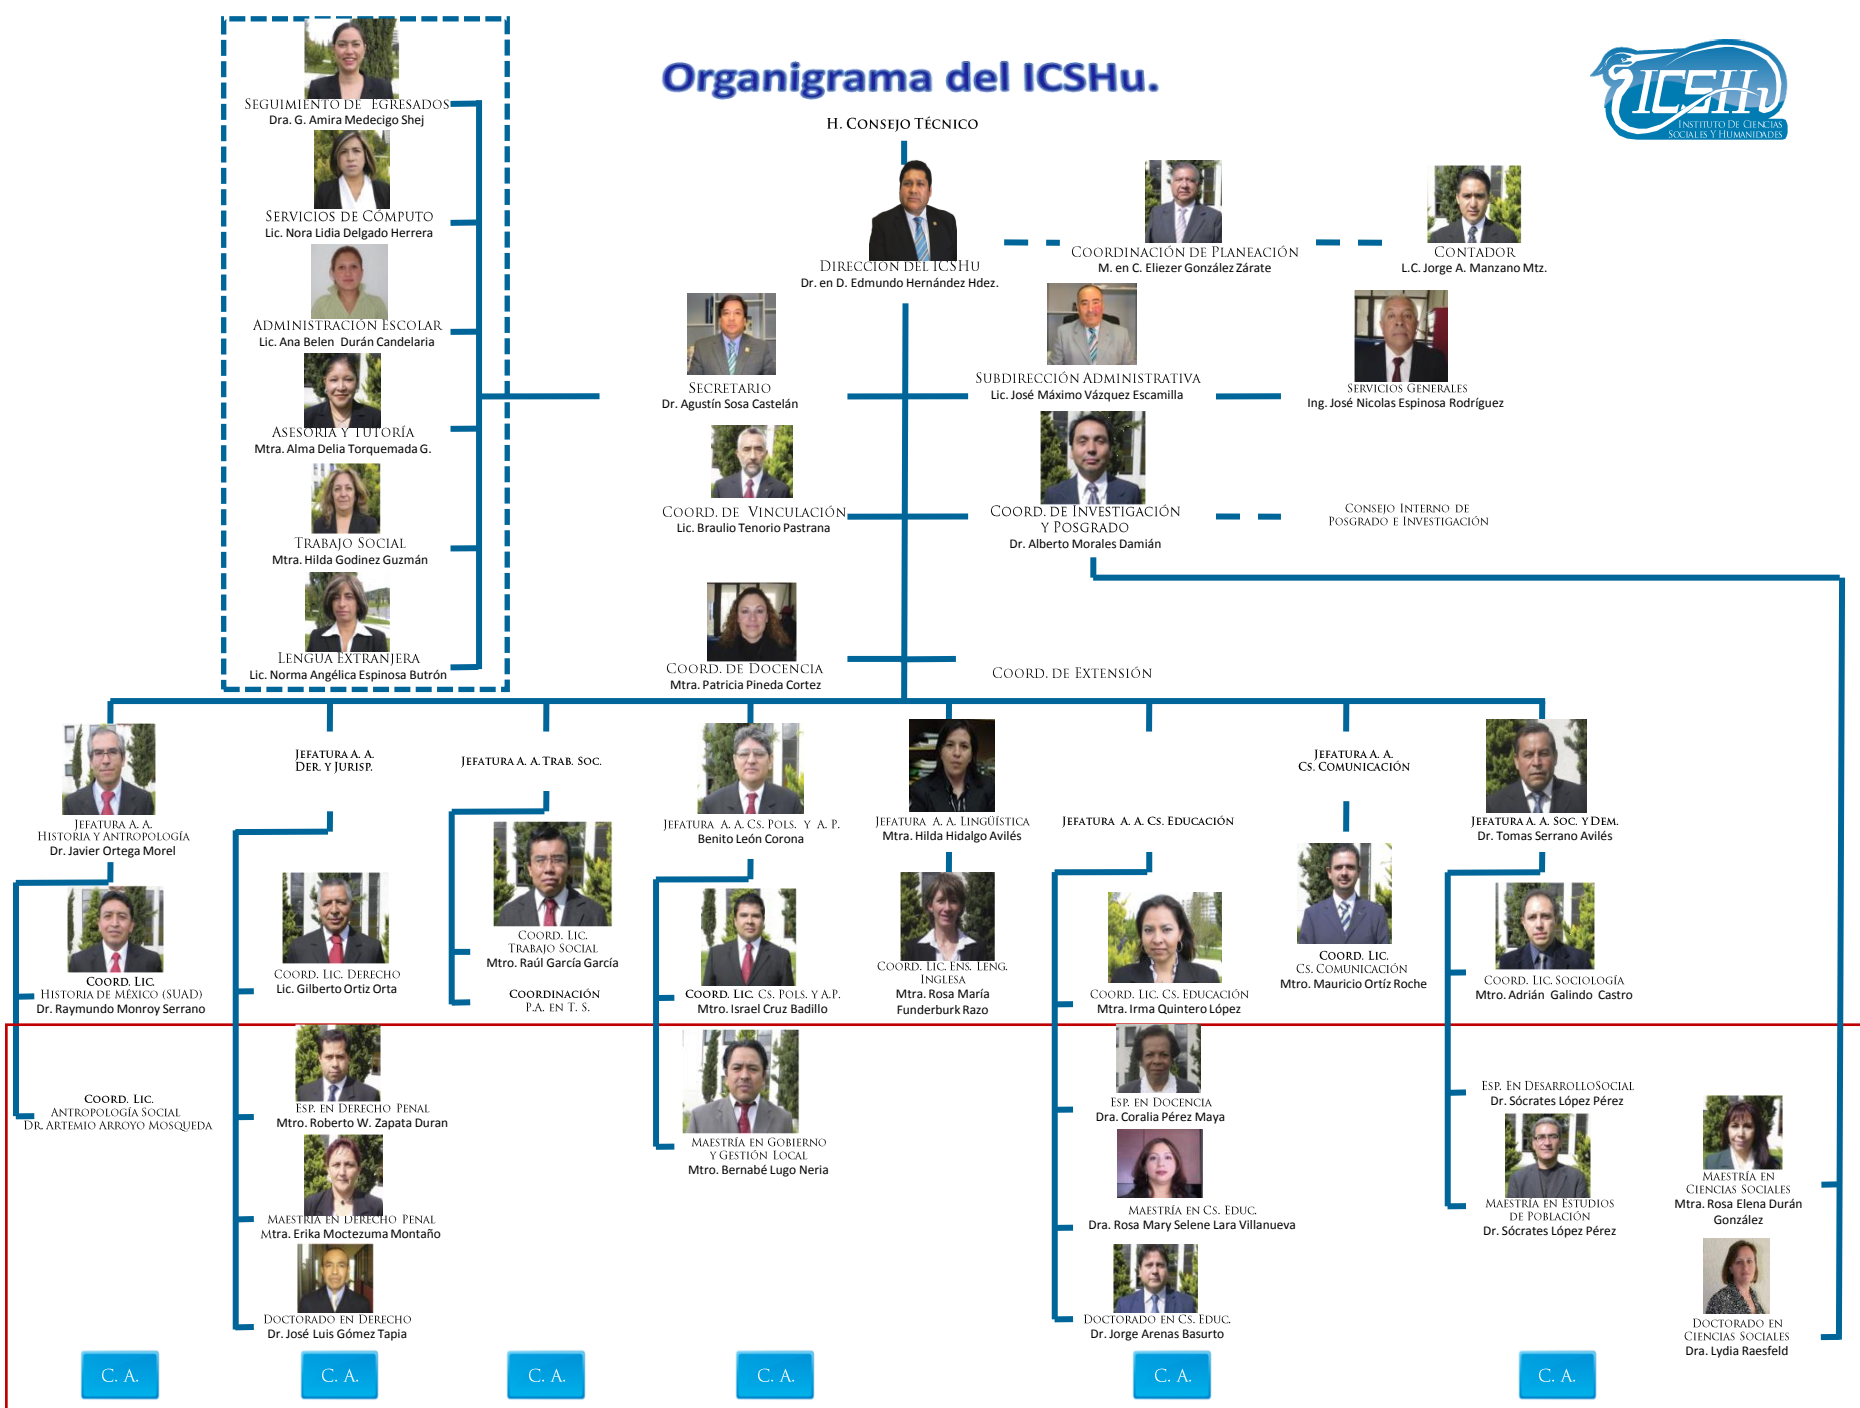 Organigrama del ICSHu.
ICSHu
Instituto De Ciencias
Sociales Y Humanidades
H. Consejo Técnico
Dirección del ICSHu
Dr. en D. Edmundo Hernández Hdez.
Coordinación de Planeación
M. en C. Eliezer González Zárate
Contador
L.C. Jorge A. Manzano Mtz.
Seguimiento de Egresados
Dra. G. Amira Medecigo Shej
Servicios de Cómputo
Lic. Nora Lidia Delgado Herrera
Administración Escolar
Lic. Ana Belen Durán Candelaria
Asesoría y Tutoría
Mtra. Alma Delia Torquemada G.
Trabajo Social
Mtra. Hilda Godinez Guzmán
Lengua Extranjera
Lic. Norma Angélica Espinosa Butrón
Secretario
Dr. Agustín Sosa Castelán
Subdirección Administrativa
Lic. José Máximo Vázquez Escamilla
Servicios Generales
Ing. José Nicolas Espinosa Rodríguez
Coord. de Vinculación
Lic. Braulio Tenorio Pastrana
Coord. de Investigación
y Posgrado
Dr. Alberto Morales Damián
Consejo Interno de
Posgrado e Investigación
Coord. de Docencia
Mtra. Patricia Pineda Cortez
Coord. de Extensión
Jefatura A. A.
Historia y Antropología
Dr. Javier Ortega Morel
Coord. Lic.
Historia de México (SUAD)
Dr. Raymundo Monroy Serrano
Coord. Lic.
Antropología Social
Dr. Artemio Arroyo Mosqueda
Jefatura A. A.
Der. y Jurisp.
Coord. Lic. Derecho
Lic. Gilberto Ortiz Orta
Esp. en Derecho Penal
Mtro. Roberto W. Zapata Duran
Maestría en Derecho Penal
Mtra. Erika Moctezuma Montaño
Doctorado en Derecho
Dr. José Luis Gómez Tapia
Jefatura A. A. Trab. Soc.
Coord. Lic.
Trabajo Social
Mtro. Raúl García García
Coordinación
P.A. en T. S.
Jefatura A. A. Cs. Pols. y A. P.
Benito León Corona
Coord. Lic. Cs. Pols. y A.P.
Mtro. Israel Cruz Badillo
Maestría en Gobierno
y Gestión Local
Mtro. Bernabé Lugo Neria
Jefatura A. A. Lingüística
Mtra. Hilda Hidalgo Avilés
Coord. Lic. Ens. Leng.
Inglesa
Mtra. Rosa María
Funderburk Razo
Jefatura A. A. Cs. Educación
Coord. Lic. Cs. Educación
Mtra. Irma Quintero López
Esp. en Docencia
Dra. Coralia Pérez Maya
Maestría en Cs. Educ.
Dra. Rosa Mary Selene Lara Villanueva
Doctorado en Cs. Educ.
Dr. Jorge Arenas Basurto
Jefatura A. A.
Cs. Comunicación
Coord. Lic.
Cs. Comunicación
Mtro. Mauricio Ortíz Roche
Jefatura A. A. Soc. y Dem.
Dr. Tomas Serrano Avilés
Coord. Lic. Sociología
Mtro. Adrián Galindo Castro
Esp. En DesarrolloSocial
Dr. Sócrates López Pérez
Maestría en Estudios
de Población
Dr. Sócrates López Pérez
Maestría en
Ciencias Sociales
Mtra. Rosa Elena Durán
González
Doctorado en
Ciencias Sociales
Dra. Lydia Raesfeld
C. A.
C. A.
C. A.
C. A.
C. A.
C. A.